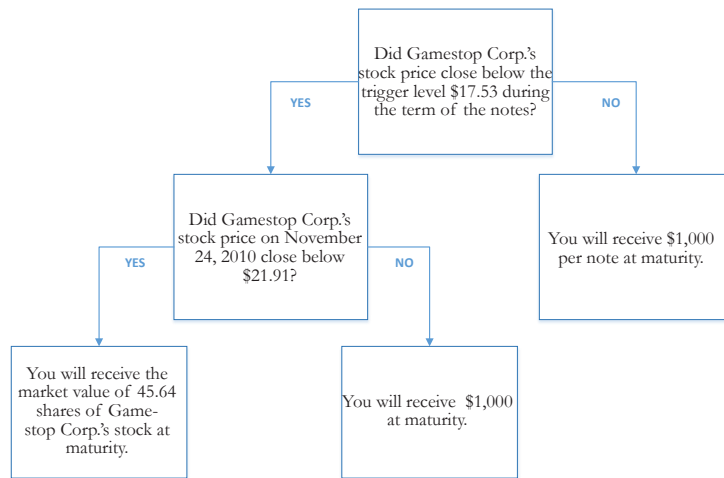 Did Gamestop Corp.'s
stock price close below the
trigger level $17.53 during
the term of the notes?
YES
NO
Did Gamestop Corp.'s
stock price on November
24, 2010 close below
$21.91?
You will receive $1,000
per note at maturity.
YES
NO
You will receive the
market value of 45.64
shares of Game-
stop Corp.'s stock at
maturity.
You will receive $1,000
at maturity.